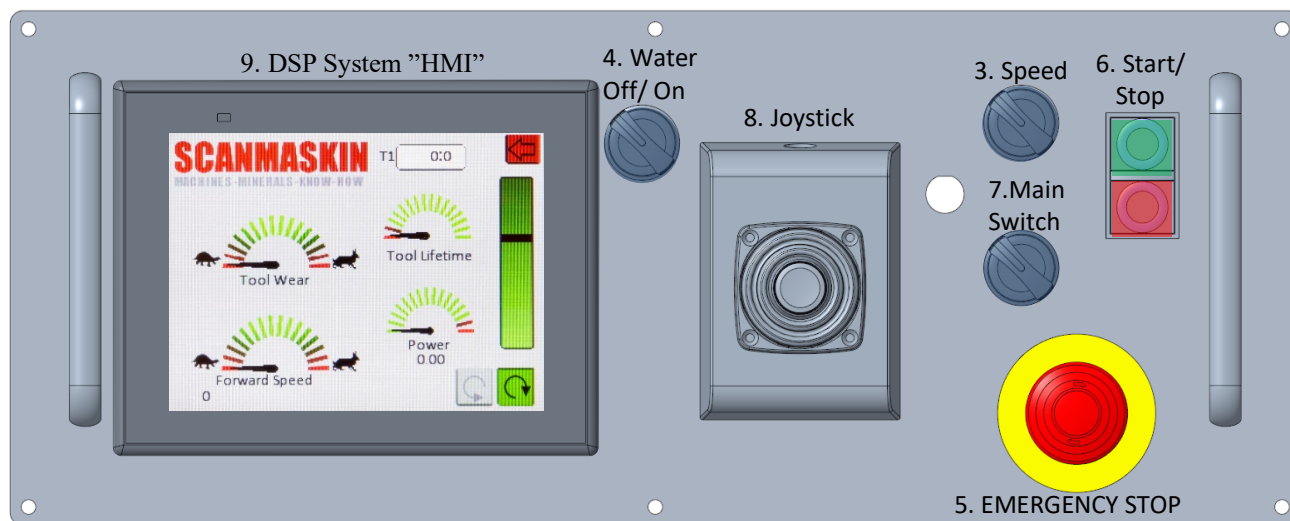 9. DSP System ”HMI”
4. Water
Off/ On
8. Joystick
3. Speed
6. Start/
Stop
7.Main
Switch
5. EMERGENCY STOP
SCANMASKIN
MACHINES-MINERALS-KNOW-HOW
T1 0:0
Tool Wear
Tool Lifetime
Forward Speed
0
Power
0.00